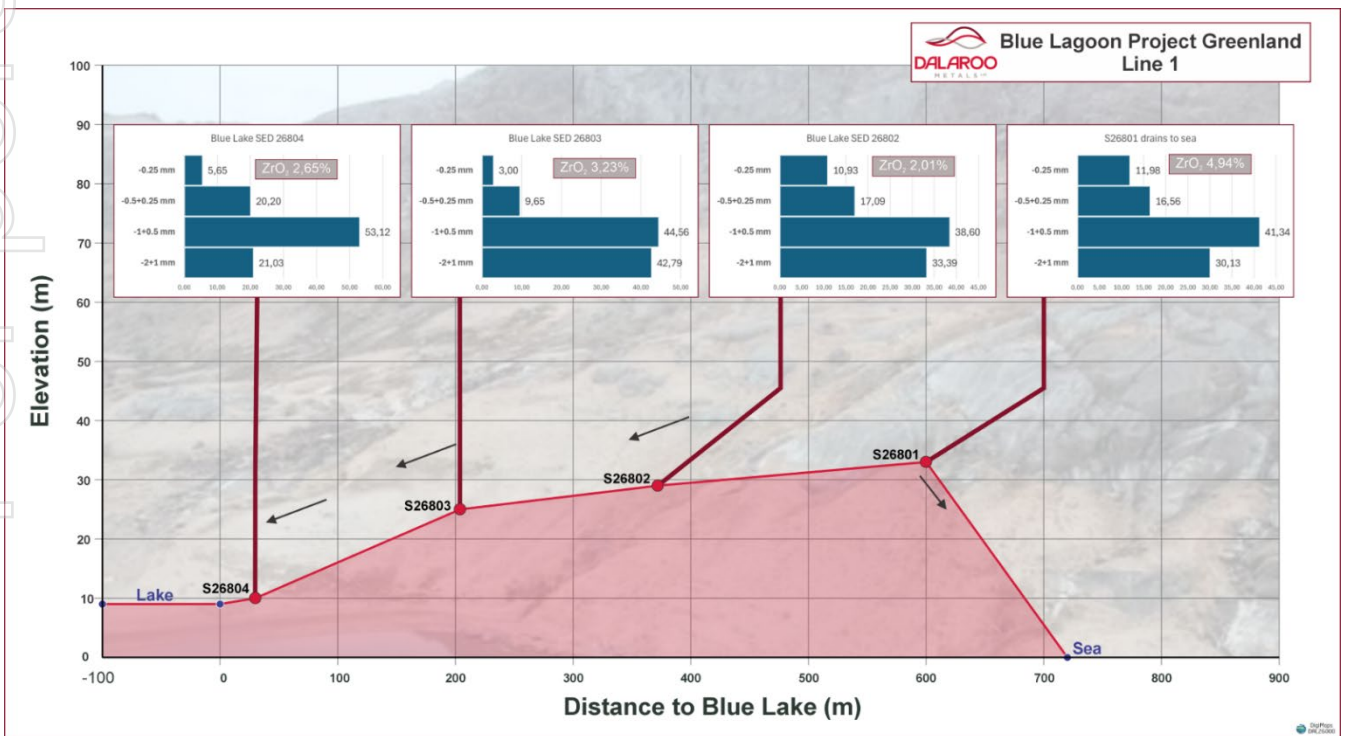 Blue Lagoon Project Greenland
Line 1
DALAROO
METALS LTD
Elevation (m)
100
90
80
70
60
50
40
30
20
10
0
Blue Lake SED 26804
ZrO₂ 2,65%
-0.25 mm 5,65
-0.5+0.25 mm 20,20
-1+0.5 mm 53,12
-2+1 mm 21,03
0,00 10,00 20,00 30,00 40,00 50,00 60,00
Blue Lake SED 26803
ZrO₂ 3,23%
-0.25 mm 3,00
-0.5+0.25 mm 9,65
-1+0.5 mm 44,56
-2+1 mm 42,79
0,00 10,00 20,00 30,00 40,00 50,00
Blue Lake SED 26802
ZrO₂ 2,01%
-0.25 mm 10,93
-0.5+0.25 mm 17,09
-1+0.5 mm 38,60
-2+1 mm 33,39
0,00 5,00 10,00 15,00 20,00 25,00 30,00 35,00 40,00 45,00
S26801 drains to sea
ZrO₂ 4,94%
-0.25 mm 11,98
-0.5+0.25 mm 16,56
-1+0.5 mm 41,34
-2+1 mm 30,13
0,00 5,00 10,00 15,00 20,00 25,00 30,00 35,00 40,00 45,00
S26801
S26802
S26803
S26804
Lake
Sea
-100 0 100 200 300 400 500 600 700 800 900
Distance to Blue Lake (m)
DigiMaps